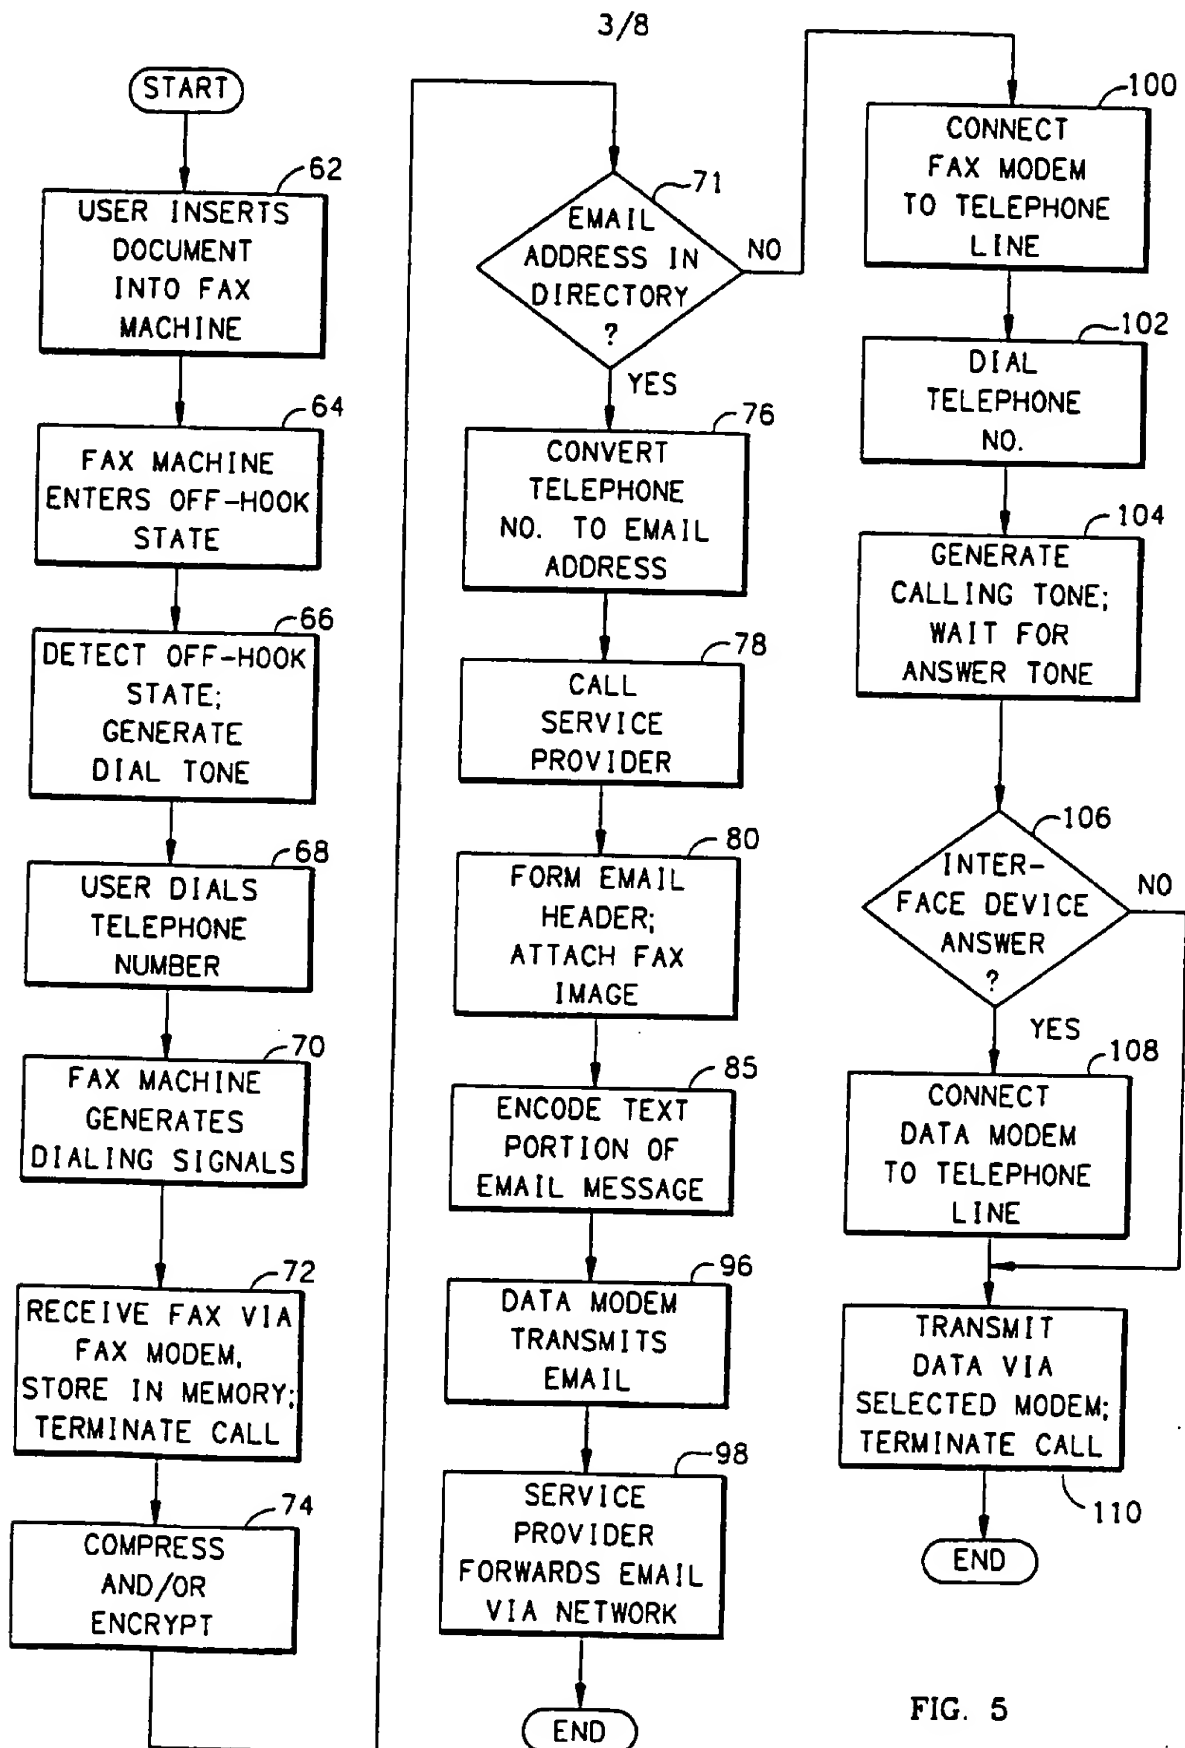 3/8
START
62
USER INSERTS
DOCUMENT
INTO FAX
MACHINE
64
FAX MACHINE
ENTERS OFF-HOOK
STATE
66
DETECT OFF-HOOK
STATE;
GENERATE
DIAL TONE
68
USER DIALS
TELEPHONE
NUMBER
70
FAX MACHINE
GENERATES
DIALING SIGNALS
72
RECEIVE FAX VIA
FAX MODEM,
STORE IN MEMORY;
TERMINATE CALL
74
COMPRESS
AND/OR
ENCRYPT
71
EMAIL
ADDRESS IN
DIRECTORY
?
NO
YES
76
CONVERT
TELEPHONE
NO. TO EMAIL
ADDRESS
78
CALL
SERVICE
PROVIDER
80
FORM EMAIL
HEADER;
ATTACH FAX
IMAGE
85
ENCODE TEXT
PORTION OF
EMAIL MESSAGE
96
DATA MODEM
TRANSMITS
EMAIL
98
SERVICE
PROVIDER
FORWARDS EMAIL
VIA NETWORK
END
100
CONNECT
FAX MODEM
TO TELEPHONE
LINE
102
DIAL
TELEPHONE
NO.
104
GENERATE
CALLING TONE;
WAIT FOR
ANSWER TONE
106
INTER-
FACE DEVICE
ANSWER
?
NO
YES
108
CONNECT
DATA MODEM
TO TELEPHONE
LINE
TRANSMIT
DATA VIA
SELECTED MODEM;
TERMINATE CALL
110
END
FIG. 5